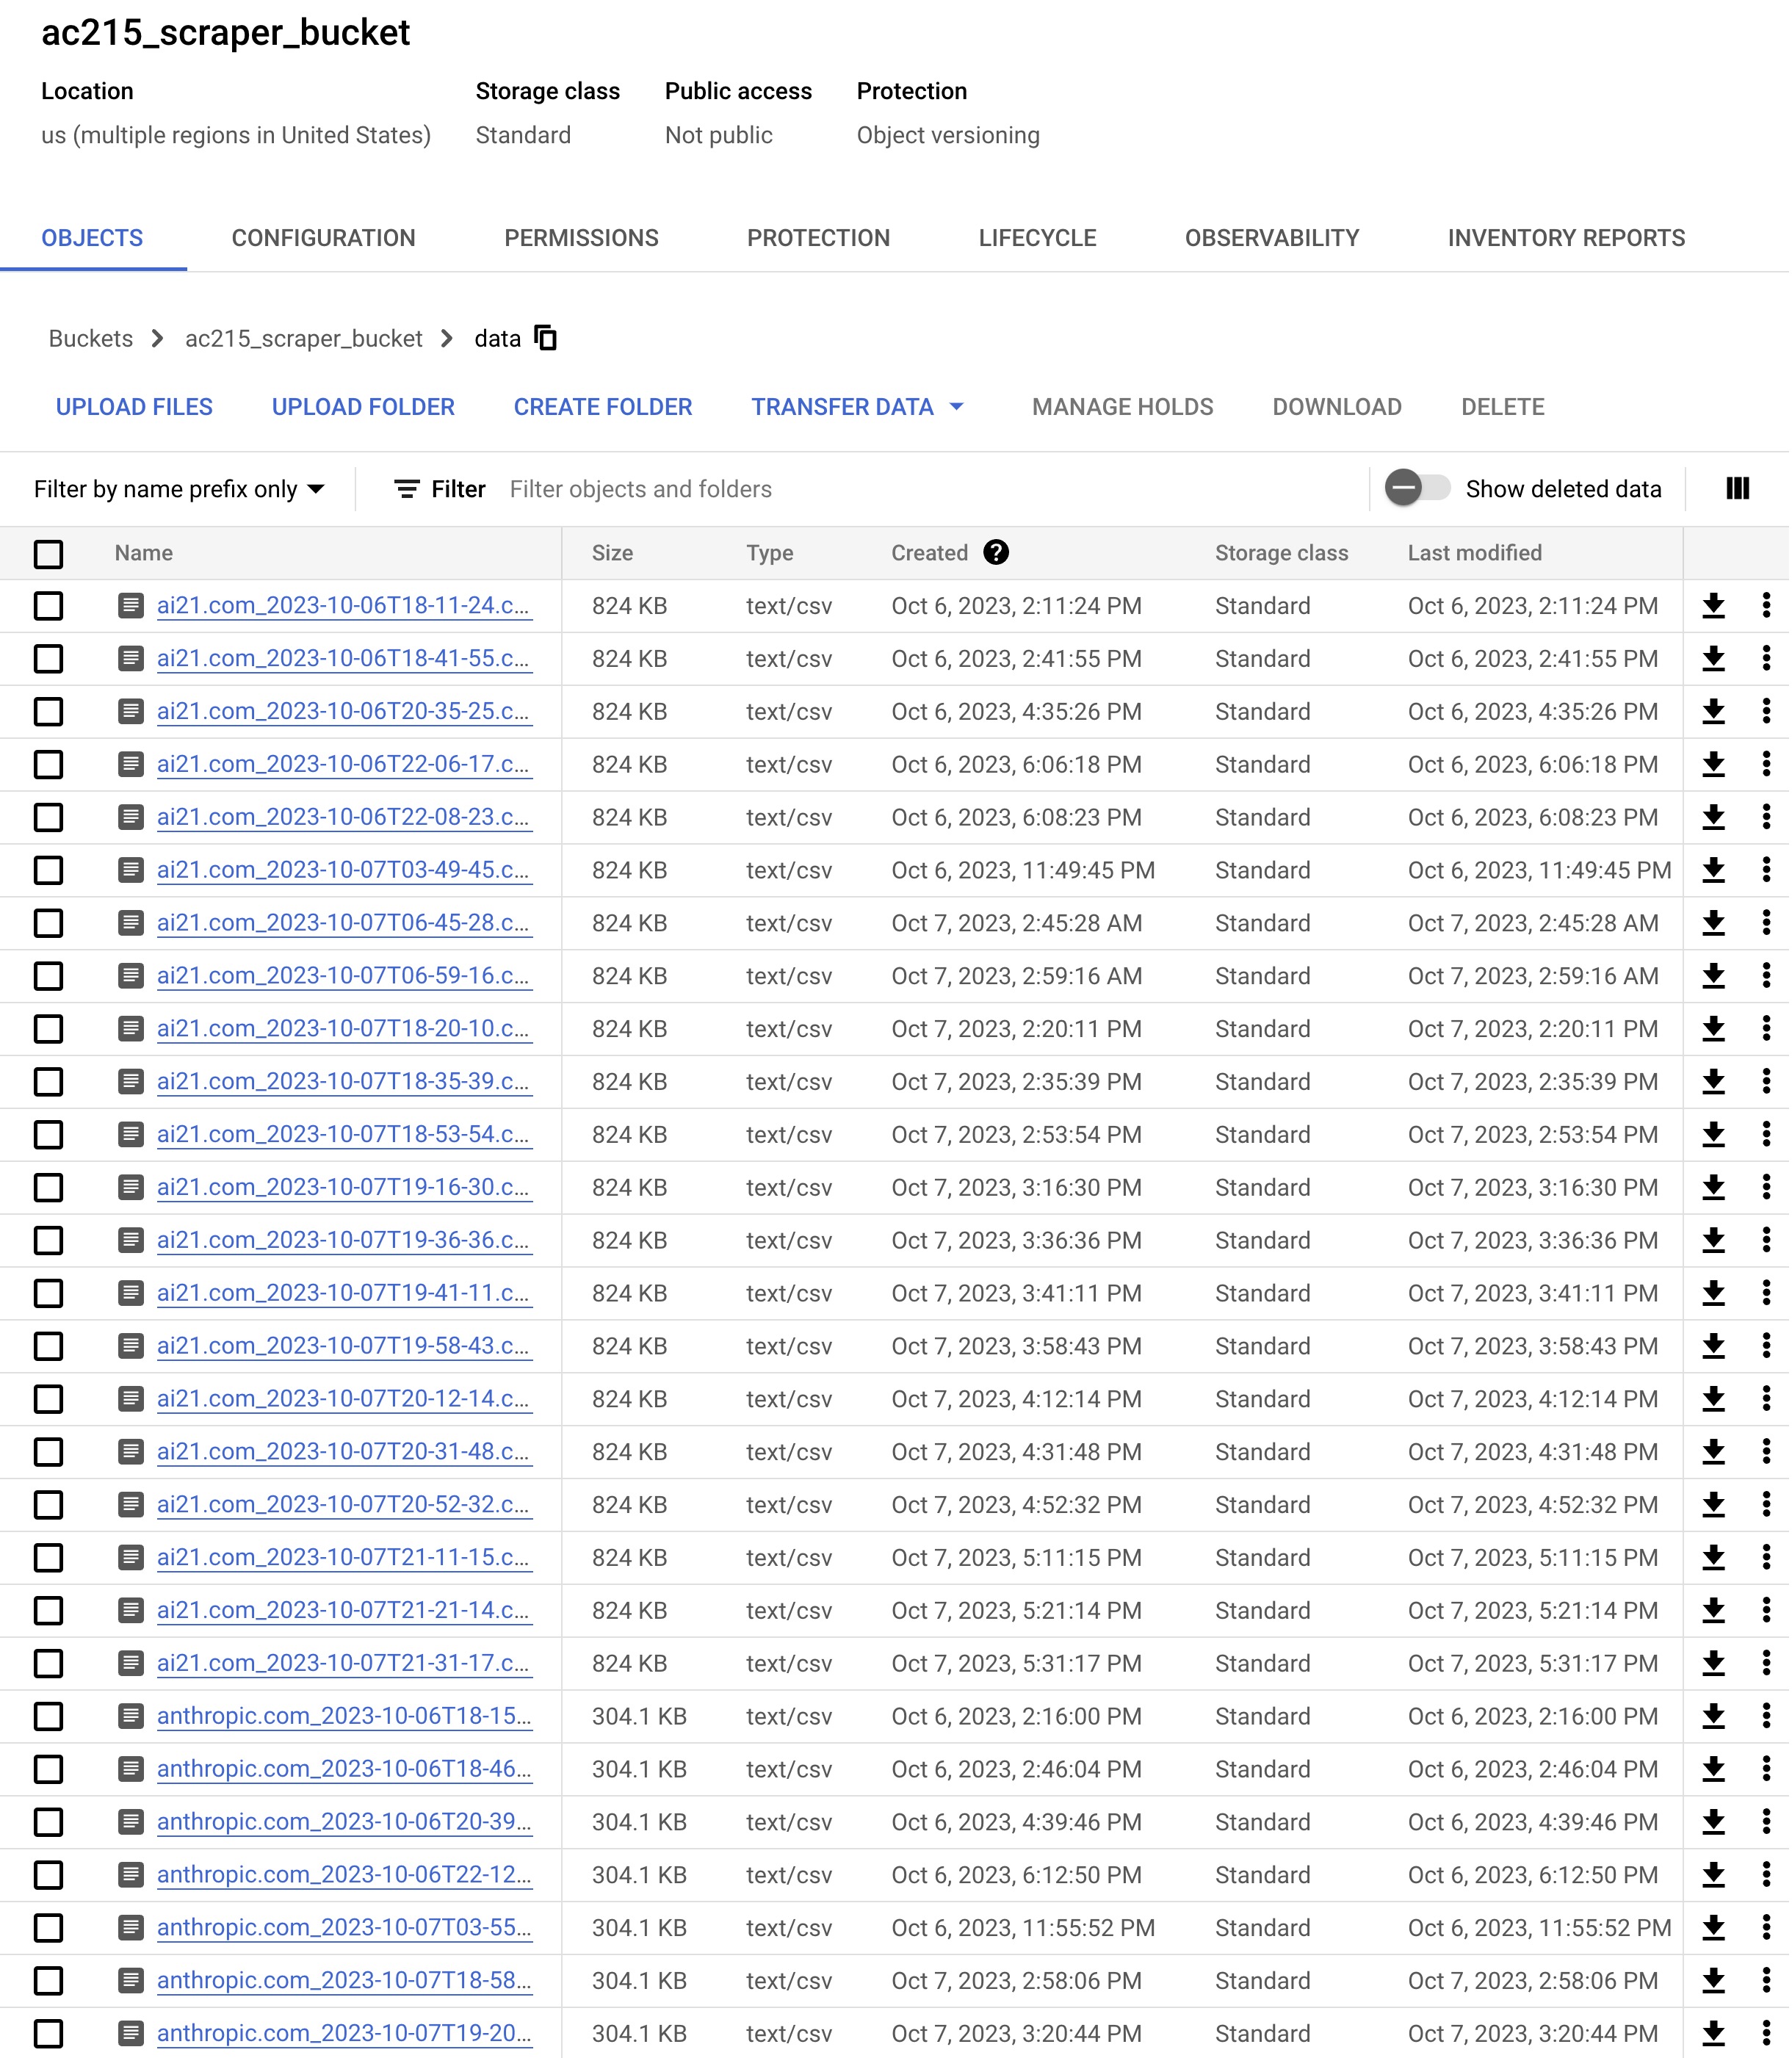 ac215_scraper_bucket
Location Storage class Public access Protection
us (multiple regions in United States) Standard Not public Object versioning
OBJECTS CONFIGURATION PERMISSIONS PROTECTION LIFECYCLE OBSERVABILITY INVENTORY REPORTS
Buckets ac215_scraper_bucket data
UPLOAD FILES UPLOAD FOLDER CREATE FOLDER TRANSFER DATA MANAGE HOLDS DOWNLOAD DELETE
Filter by name prefix only Filter Filter objects and folders Show deleted data
Name Size Type Created ? Storage class Last modified
ai21.com_2023-10-06T18-11-24.c... 824 KB text/csv Oct 6, 2023, 2:11:24 PM Standard Oct 6, 2023, 2:11:24 PM
ai21.com_2023-10-06T18-41-55.c... 824 KB text/csv Oct 6, 2023, 2:41:55 PM Standard Oct 6, 2023, 2:41:55 PM
ai21.com_2023-10-06T20-35-25.c... 824 KB text/csv Oct 6, 2023, 4:35:26 PM Standard Oct 6, 2023, 4:35:26 PM
ai21.com_2023-10-06T22-06-17.c... 824 KB text/csv Oct 6, 2023, 6:06:18 PM Standard Oct 6, 2023, 6:06:18 PM
ai21.com_2023-10-06T22-08-23.c... 824 KB text/csv Oct 6, 2023, 6:08:23 PM Standard Oct 6, 2023, 6:08:23 PM
ai21.com_2023-10-07T03-49-45.c... 824 KB text/csv Oct 6, 2023, 11:49:45 PM Standard Oct 6, 2023, 11:49:45 PM
ai21.com_2023-10-07T06-45-28.c... 824 KB text/csv Oct 7, 2023, 2:45:28 AM Standard Oct 7, 2023, 2:45:28 AM
ai21.com_2023-10-07T06-59-16.c... 824 KB text/csv Oct 7, 2023, 2:59:16 AM Standard Oct 7, 2023, 2:59:16 AM
ai21.com_2023-10-07T18-20-10.c... 824 KB text/csv Oct 7, 2023, 2:20:11 PM Standard Oct 7, 2023, 2:20:11 PM
ai21.com_2023-10-07T18-35-39.c... 824 KB text/csv Oct 7, 2023, 2:35:39 PM Standard Oct 7, 2023, 2:35:39 PM
ai21.com_2023-10-07T18-53-54.c... 824 KB text/csv Oct 7, 2023, 2:53:54 PM Standard Oct 7, 2023, 2:53:54 PM
ai21.com_2023-10-07T19-16-30.c... 824 KB text/csv Oct 7, 2023, 3:16:30 PM Standard Oct 7, 2023, 3:16:30 PM
ai21.com_2023-10-07T19-36-36.c... 824 KB text/csv Oct 7, 2023, 3:36:36 PM Standard Oct 7, 2023, 3:36:36 PM
ai21.com_2023-10-07T19-41-11.c... 824 KB text/csv Oct 7, 2023, 3:41:11 PM Standard Oct 7, 2023, 3:41:11 PM
ai21.com_2023-10-07T19-58-43.c... 824 KB text/csv Oct 7, 2023, 3:58:43 PM Standard Oct 7, 2023, 3:58:43 PM
ai21.com_2023-10-07T20-12-14.c... 824 KB text/csv Oct 7, 2023, 4:12:14 PM Standard Oct 7, 2023, 4:12:14 PM
ai21.com_2023-10-07T20-31-48.c... 824 KB text/csv Oct 7, 2023, 4:31:48 PM Standard Oct 7, 2023, 4:31:48 PM
ai21.com_2023-10-07T20-52-32.c... 824 KB text/csv Oct 7, 2023, 4:52:32 PM Standard Oct 7, 2023, 4:52:32 PM
ai21.com_2023-10-07T21-11-15.c... 824 KB text/csv Oct 7, 2023, 5:11:15 PM Standard Oct 7, 2023, 5:11:15 PM
ai21.com_2023-10-07T21-21-14.c... 824 KB text/csv Oct 7, 2023, 5:21:14 PM Standard Oct 7, 2023, 5:21:14 PM
ai21.com_2023-10-07T21-31-17.c... 824 KB text/csv Oct 7, 2023, 5:31:17 PM Standard Oct 7, 2023, 5:31:17 PM
anthropic.com_2023-10-06T18-15... 304.1 KB text/csv Oct 6, 2023, 2:16:00 PM Standard Oct 6, 2023, 2:16:00 PM
anthropic.com_2023-10-06T18-46... 304.1 KB text/csv Oct 6, 2023, 2:46:04 PM Standard Oct 6, 2023, 2:46:04 PM
anthropic.com_2023-10-06T20-39... 304.1 KB text/csv Oct 6, 2023, 4:39:46 PM Standard Oct 6, 2023, 4:39:46 PM
anthropic.com_2023-10-06T22-12... 304.1 KB text/csv Oct 6, 2023, 6:12:50 PM Standard Oct 6, 2023, 6:12:50 PM
anthropic.com_2023-10-07T03-55... 304.1 KB text/csv Oct 6, 2023, 11:55:52 PM Standard Oct 6, 2023, 11:55:52 PM
anthropic.com_2023-10-07T18-58... 304.1 KB text/csv Oct 7, 2023, 2:58:06 PM Standard Oct 7, 2023, 2:58:06 PM
anthropic.com_2023-10-07T19-20... 304.1 KB text/csv Oct 7, 2023, 3:20:44 PM Standard Oct 7, 2023, 3:20:44 PM